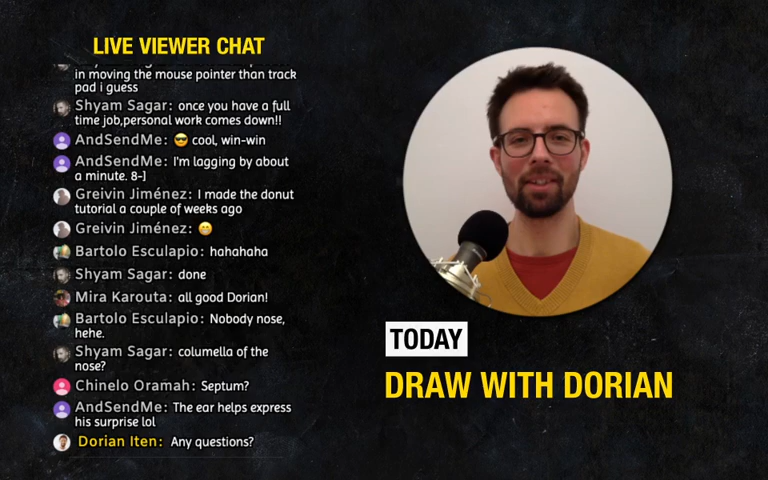 LIVE VIEWER CHAT
in moving the mouse pointer than track
pad i guess
Shyam Sagar: once you have a full
time job,personal work comes down!!
AndSendMe: 😎 cool, win-win
AndSendMe: I'm lagging by about
a minute. 8-]
Greivin Jiménez: I made the donut
tutorial a couple of weeks ago
Greivin Jiménez: 😁
Bartolo Esculapio: hahahaha
Shyam Sagar: done
Mira Karouta: all good Dorian!
Bartolo Esculapio: Nobody nose,
hehe.
Shyam Sagar: columella of the
nose?
Chinelo Oramah: Septum?
AndSendMe: The ear helps express
his surprise lol
Dorian Iten: Any questions?
TODAY
DRAW WITH DORIAN